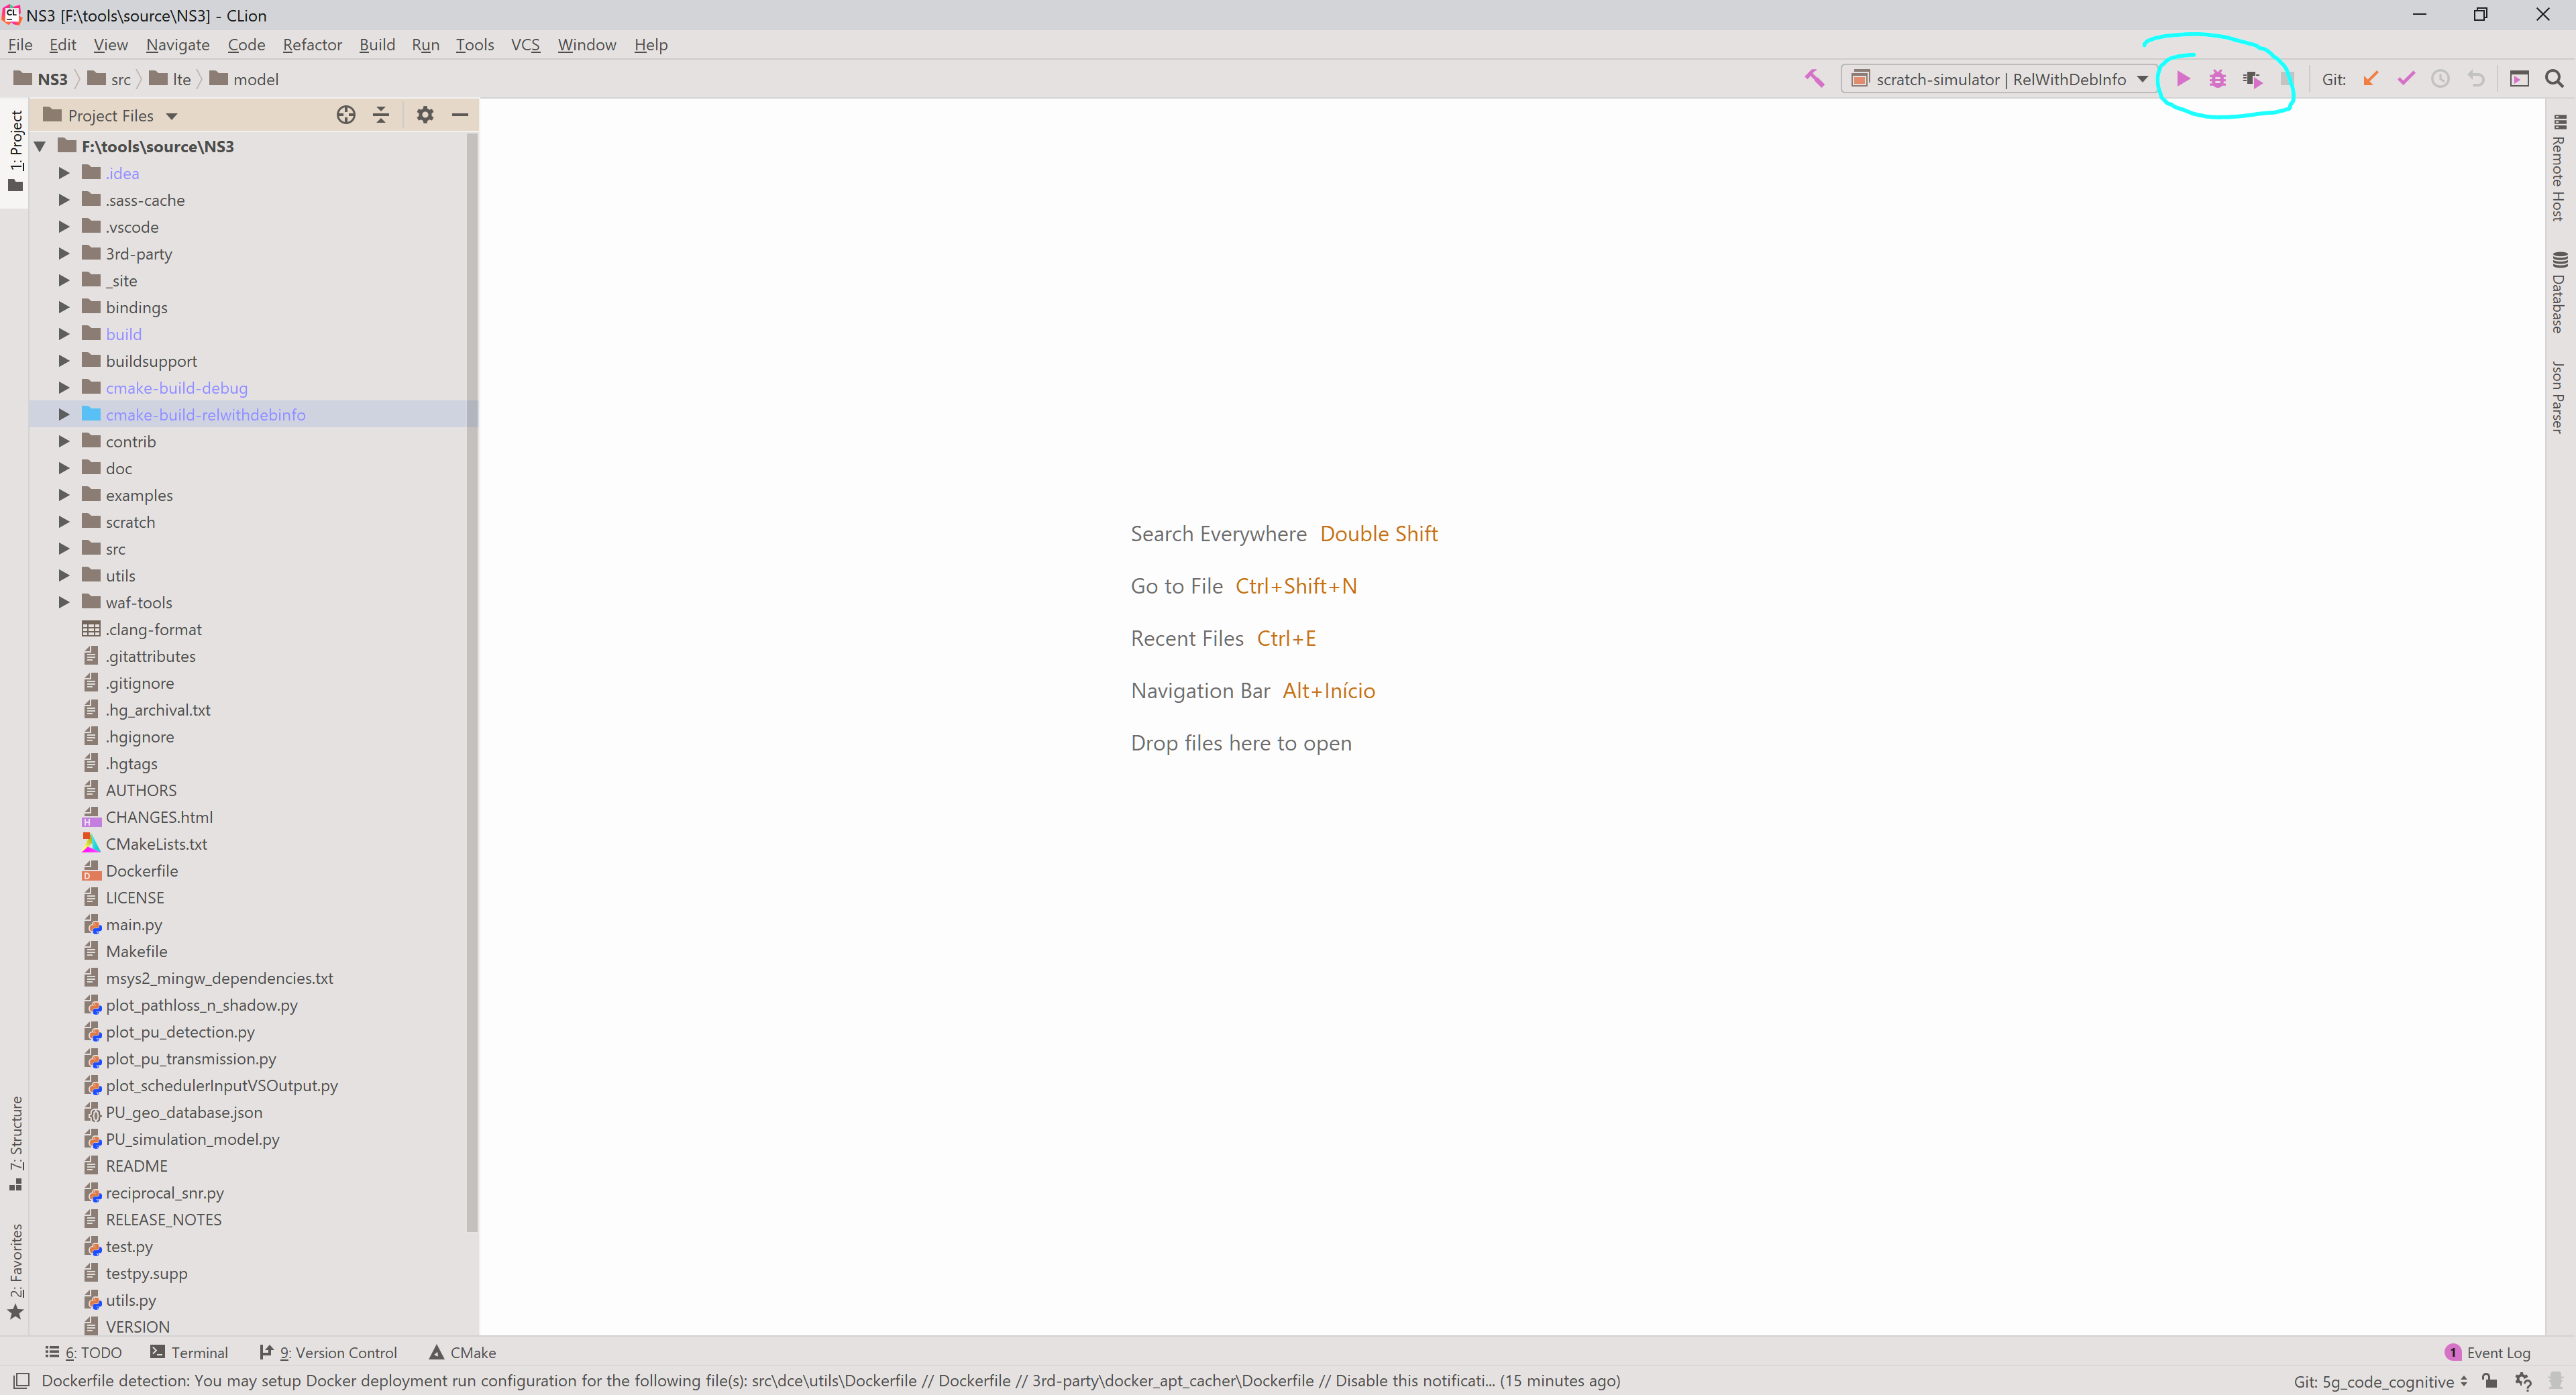 NS3 [F:\tools\source\NS3] - CLion
File Edit View Navigate Code Refactor Build Run Tools VCS Window Help
NS3 src lte model
scratch-simulator | RelWithDebInfo
Git:
1: Project
Project Files
F:\tools\source\NS3
.idea
.sass-cache
.vscode
3rd-party
_site
bindings
build
buildsupport
cmake-build-debug
cmake-build-relwithdebinfo
contrib
doc
examples
scratch
src
utils
waf-tools
.clang-format
.gitattributes
.gitignore
.hg_archival.txt
.hgignore
.hgtags
AUTHORS
CHANGES.html
CMakeLists.txt
Dockerfile
LICENSE
main.py
Makefile
msys2_mingw_dependencies.txt
plot_pathloss_n_shadow.py
plot_pu_detection.py
plot_pu_transmission.py
plot_schedulerInputVSOutput.py
PU_geo_database.json
PU_simulation_model.py
README
reciprocal_snr.py
RELEASE_NOTES
test.py
testpy.supp
utils.py
VERSION
7: Structure
2: Favorites
Search Everywhere Double Shift
Go to File Ctrl+Shift+N
Recent Files Ctrl+E
Navigation Bar Alt+Início
Drop files here to open
Remote Host
Database
Json Parser
6: TODO Terminal 9: Version Control CMake
1 Event Log
Dockerfile detection: You may setup Docker deployment run configuration for the following file(s): src\dce\utils\Dockerfile // Dockerfile // 3rd-party\docker_apt_cacher\Dockerfile // Disable this notificati... (15 minutes ago)
Git: 5g_code_cognitive